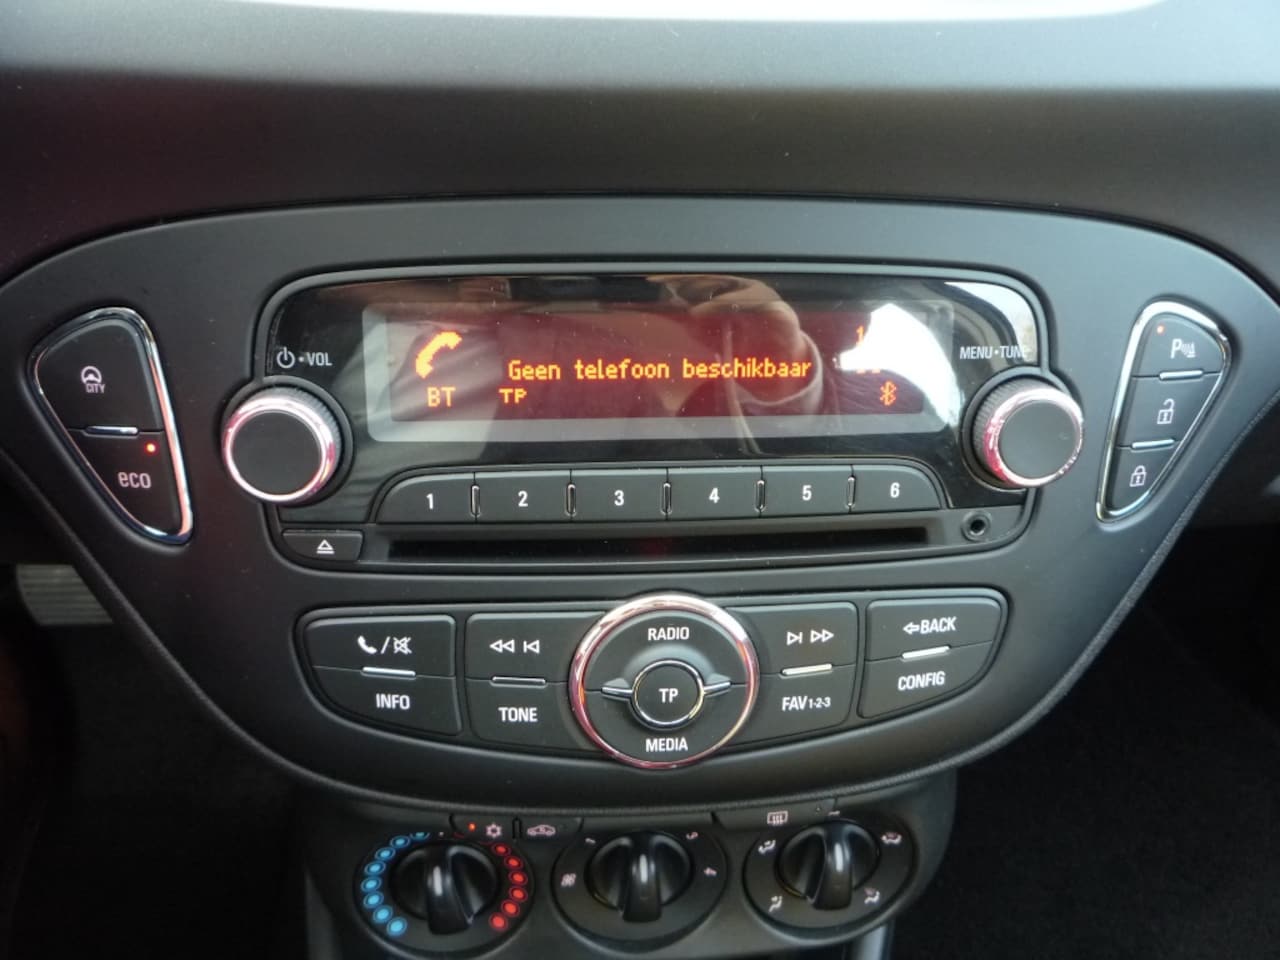 VOL
MENU•TUNE
Geen telefoon beschikbaar
BT TP
CITY
eco
P
1 2 3 4 5 6
RADIO
BACK
TP
INFO
TONE
FAV1-2-3
CONFIG
MEDIA